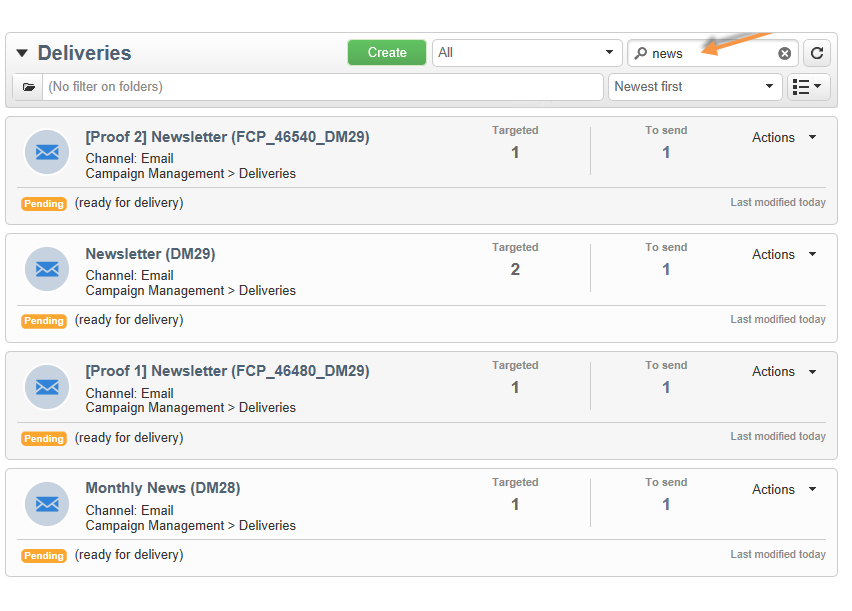 Deliveries
Create
All
news
(No filter on folders)
Newest first
[Proof 2] Newsletter (FCP_46540_DM29)
Channel: Email
Campaign Management > Deliveries
Targeted
1
To send
1
Actions
Pending (ready for delivery)
Last modified today
Newsletter (DM29)
Channel: Email
Campaign Management > Deliveries
Targeted
2
To send
1
Actions
Pending (ready for delivery)
Last modified today
[Proof 1] Newsletter (FCP_46480_DM29)
Channel: Email
Campaign Management > Deliveries
Targeted
1
To send
1
Actions
Pending (ready for delivery)
Last modified today
Monthly News (DM28)
Channel: Email
Campaign Management > Deliveries
Targeted
1
To send
1
Actions
Pending (ready for delivery)
Last modified today